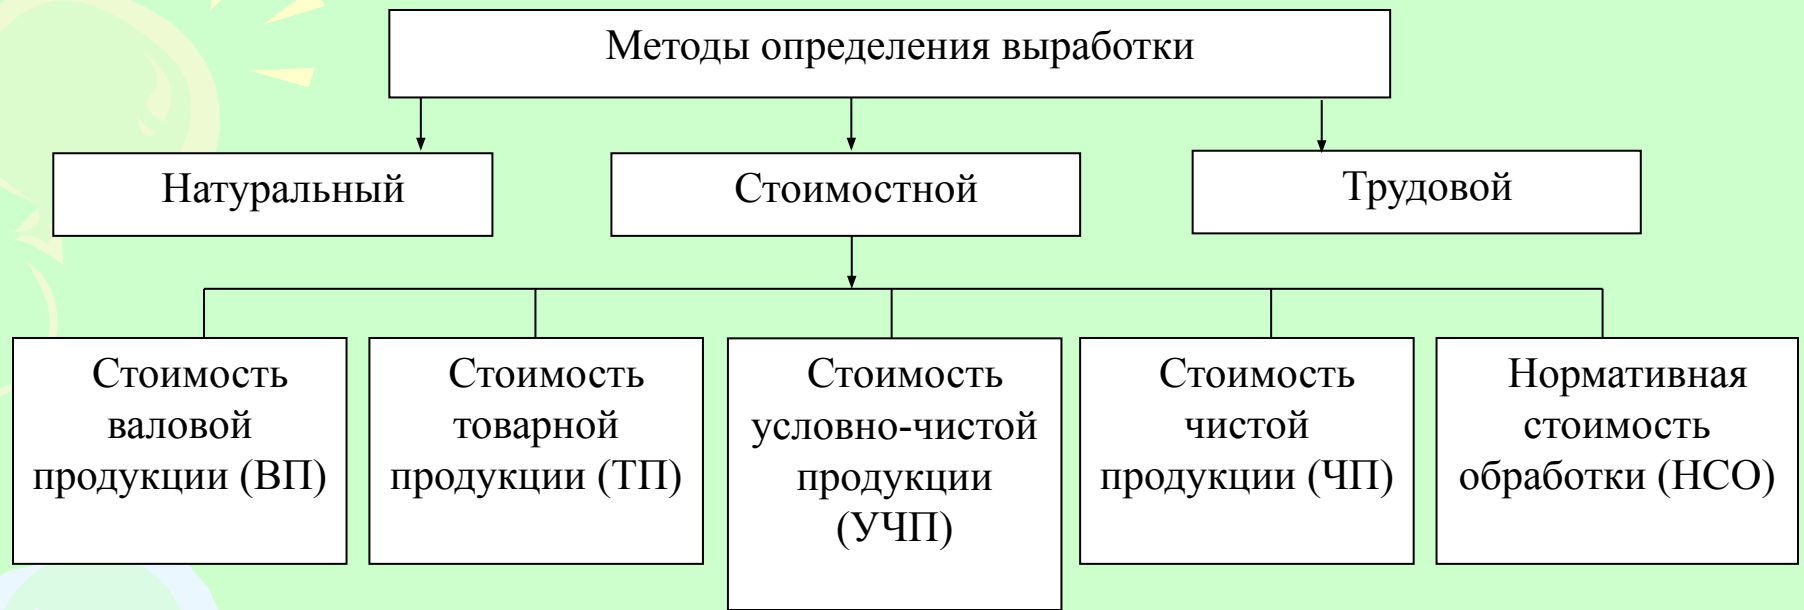 Методы определения выработки
Натуральный
Стоимостной
Трудовой
Стоимость
валовой
продукции (ВП)
Стоимость
товарной
продукции (ТП)
Стоимость
условно-чистой
продукции
(УЧП)
Стоимость
чистой
продукции (ЧП)
Нормативная
стоимость
обработки (НСО)